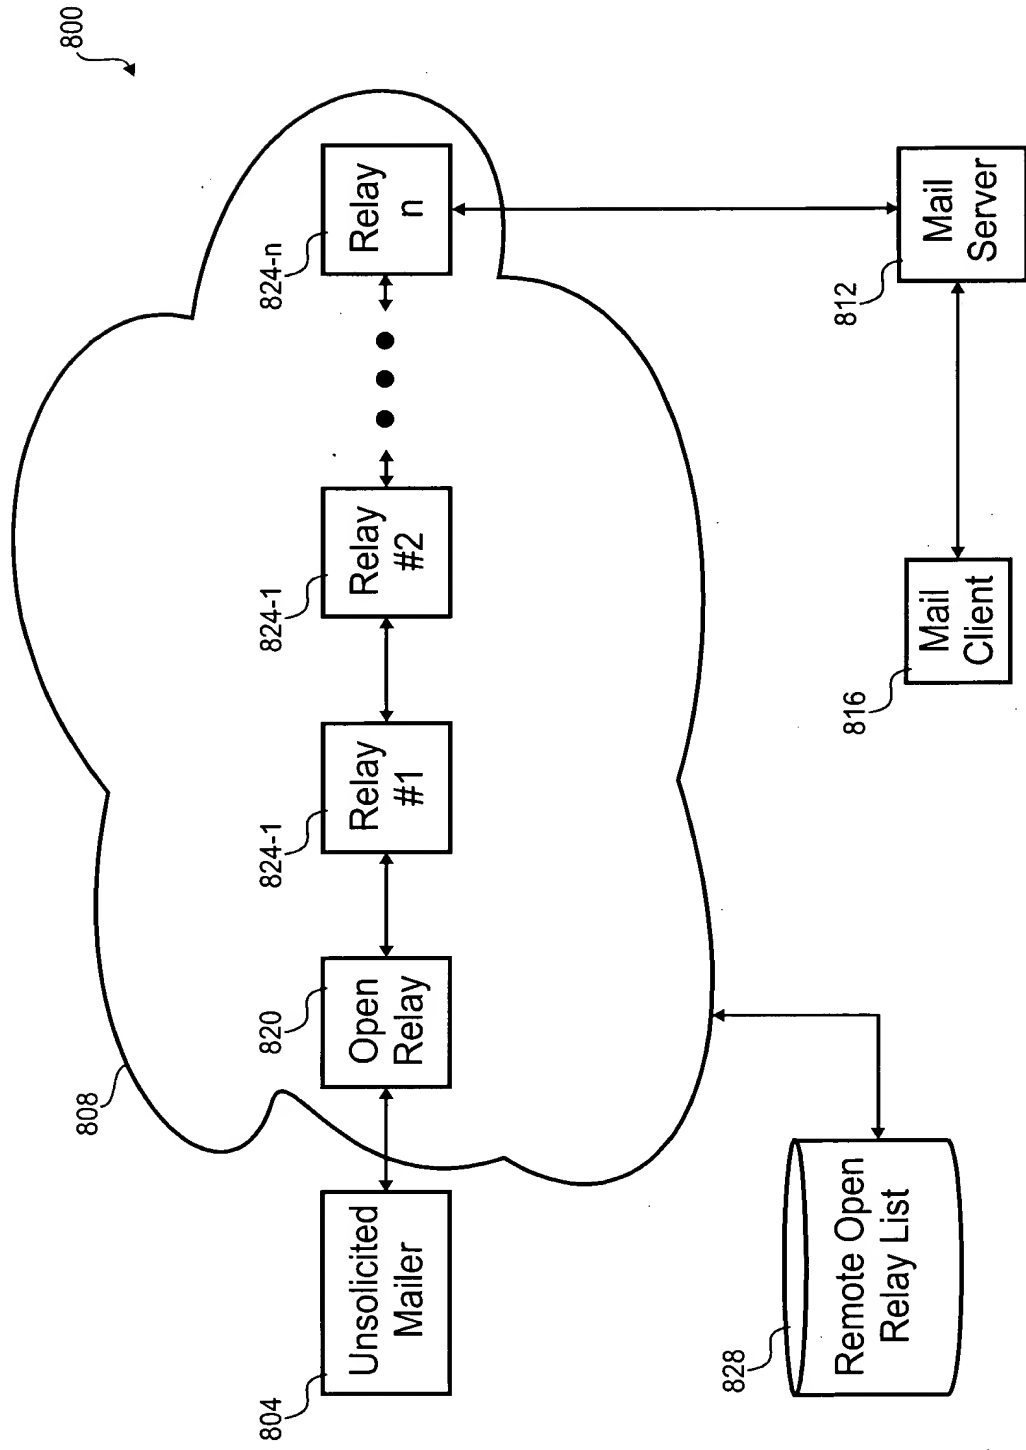 800
808
804
Unsolicited
Mailer
820
Open
Relay
824-1
Relay
#1
824-1
Relay
#2
824-n
Relay
n
828
Remote Open
Relay List
816
Mail
Client
812
Mail
Server